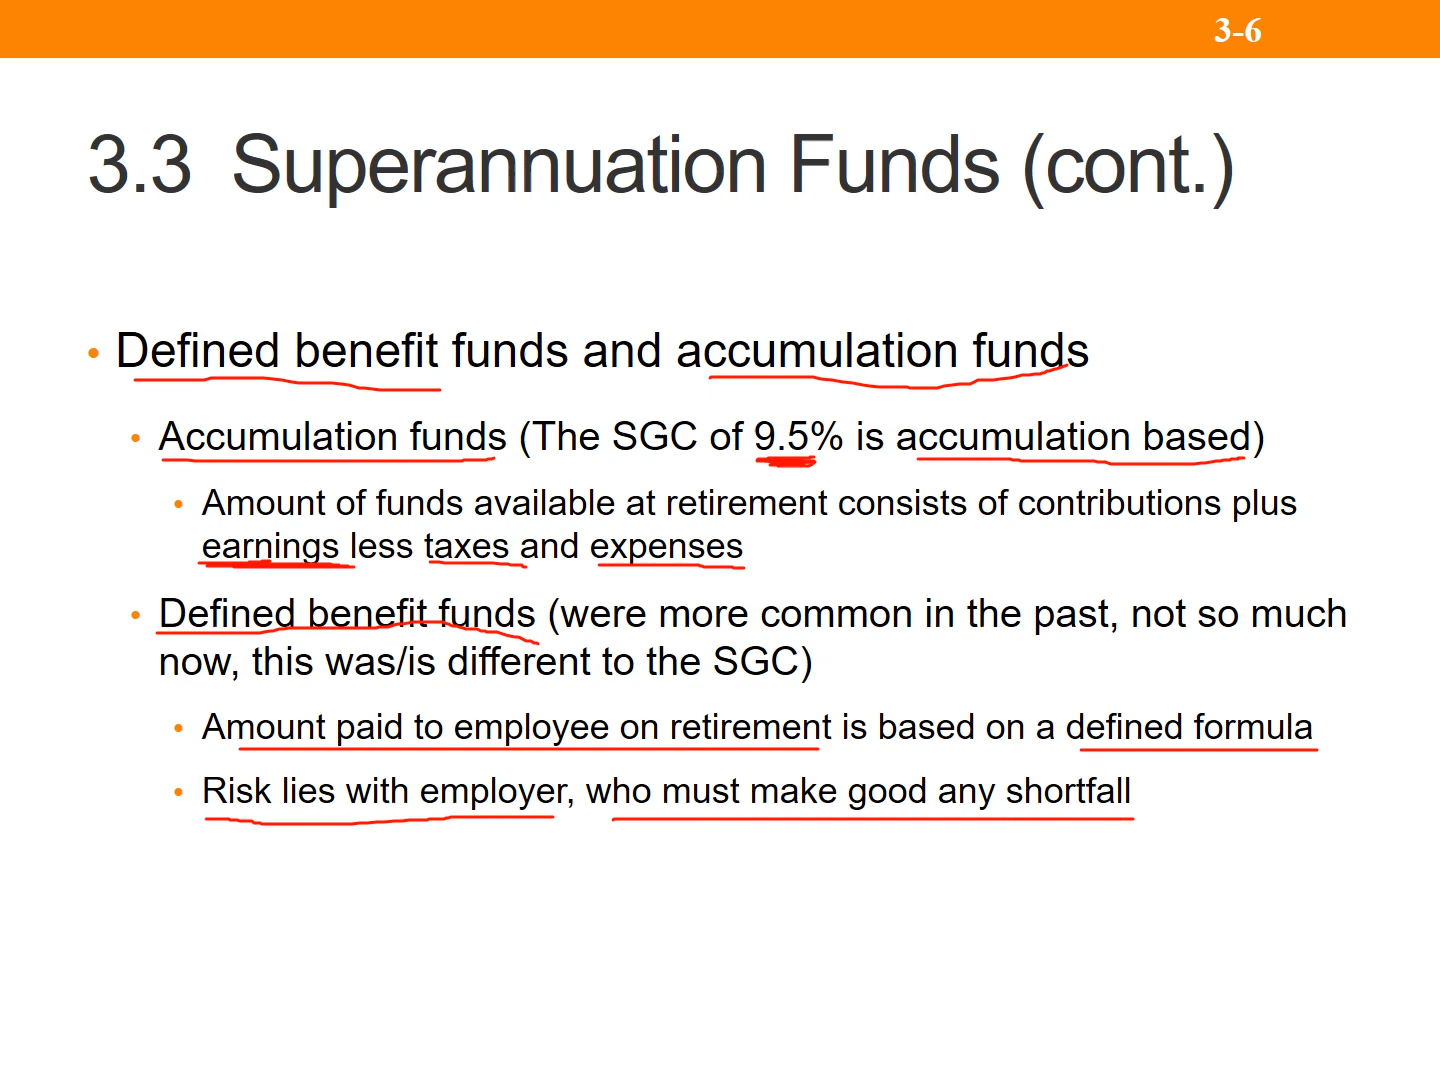 3-6
3.3 Superannuation Funds (cont.)
• Defined benefit funds and accumulation funds
• Accumulation funds (The SGC of 9.5% is accumulation based)
• Amount of funds available at retirement consists of contributions plus
earnings less taxes and expenses
• Defined benefit funds (were more common in the past, not so much
now, this was/is different to the SGC)
• Amount paid to employee on retirement is based on a defined formula
• Risk lies with employer, who must make good any shortfall